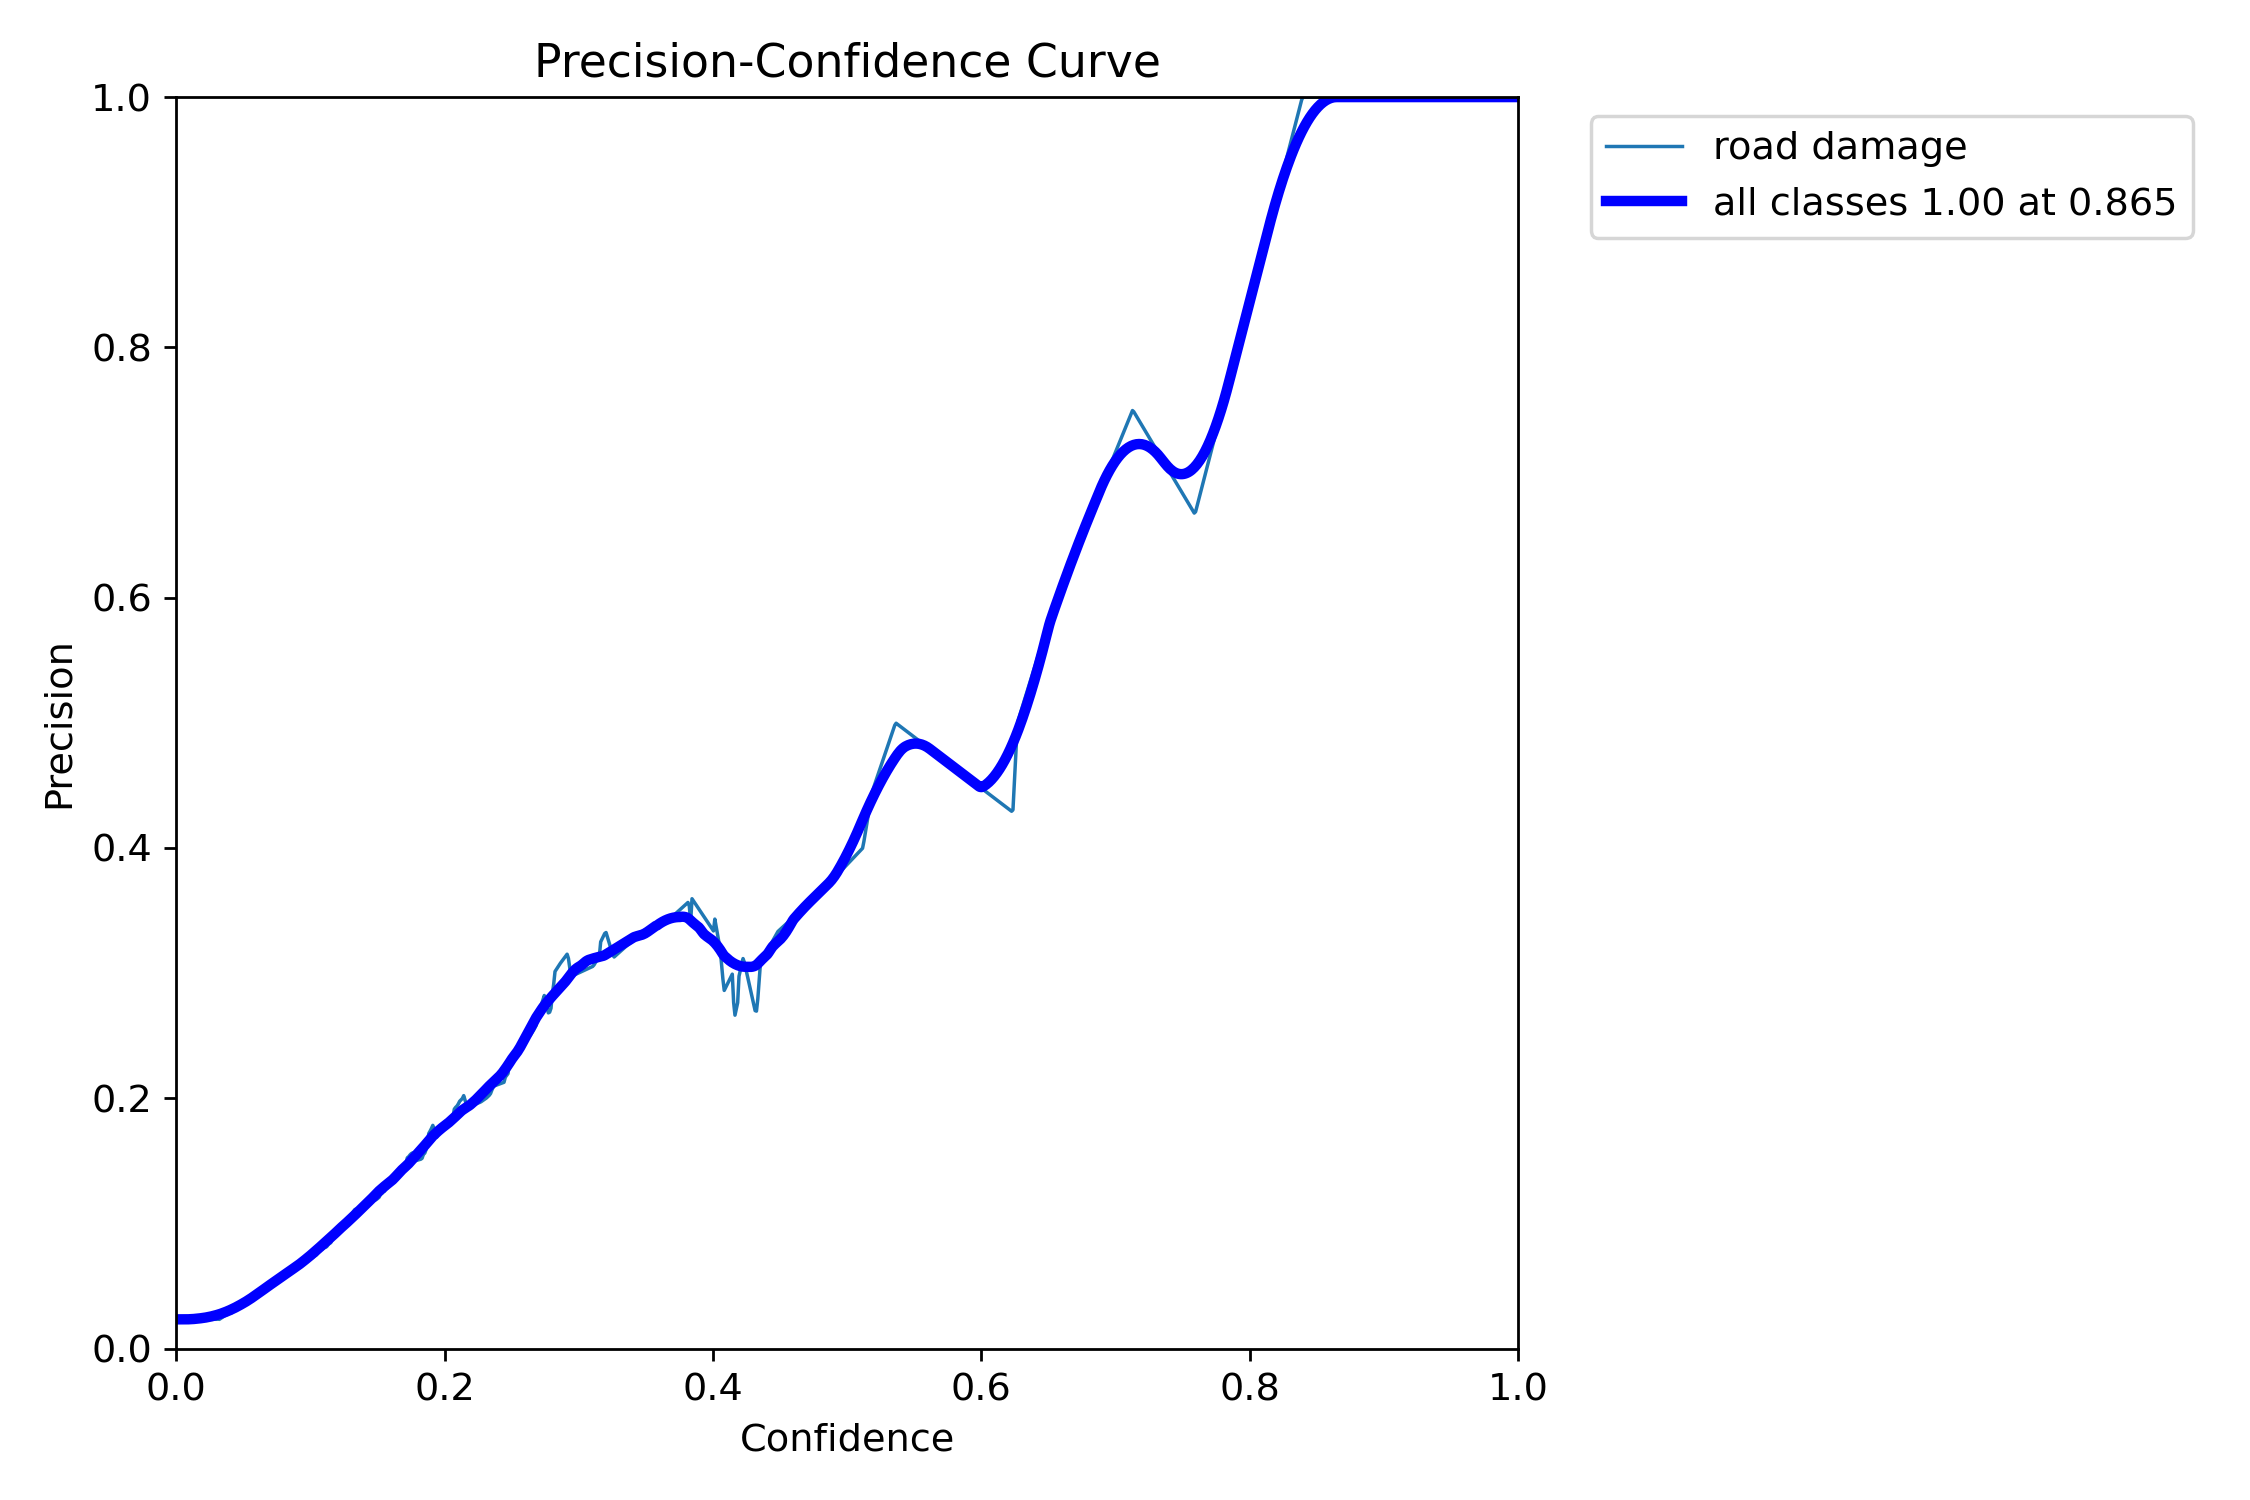 Precision-Confidence Curve
road damage
all classes 1.00 at 0.865
Precision
1.0
0.8
0.6
0.4
0.2
0.0
0.0 0.2 0.4 0.6 0.8 1.0
Confidence